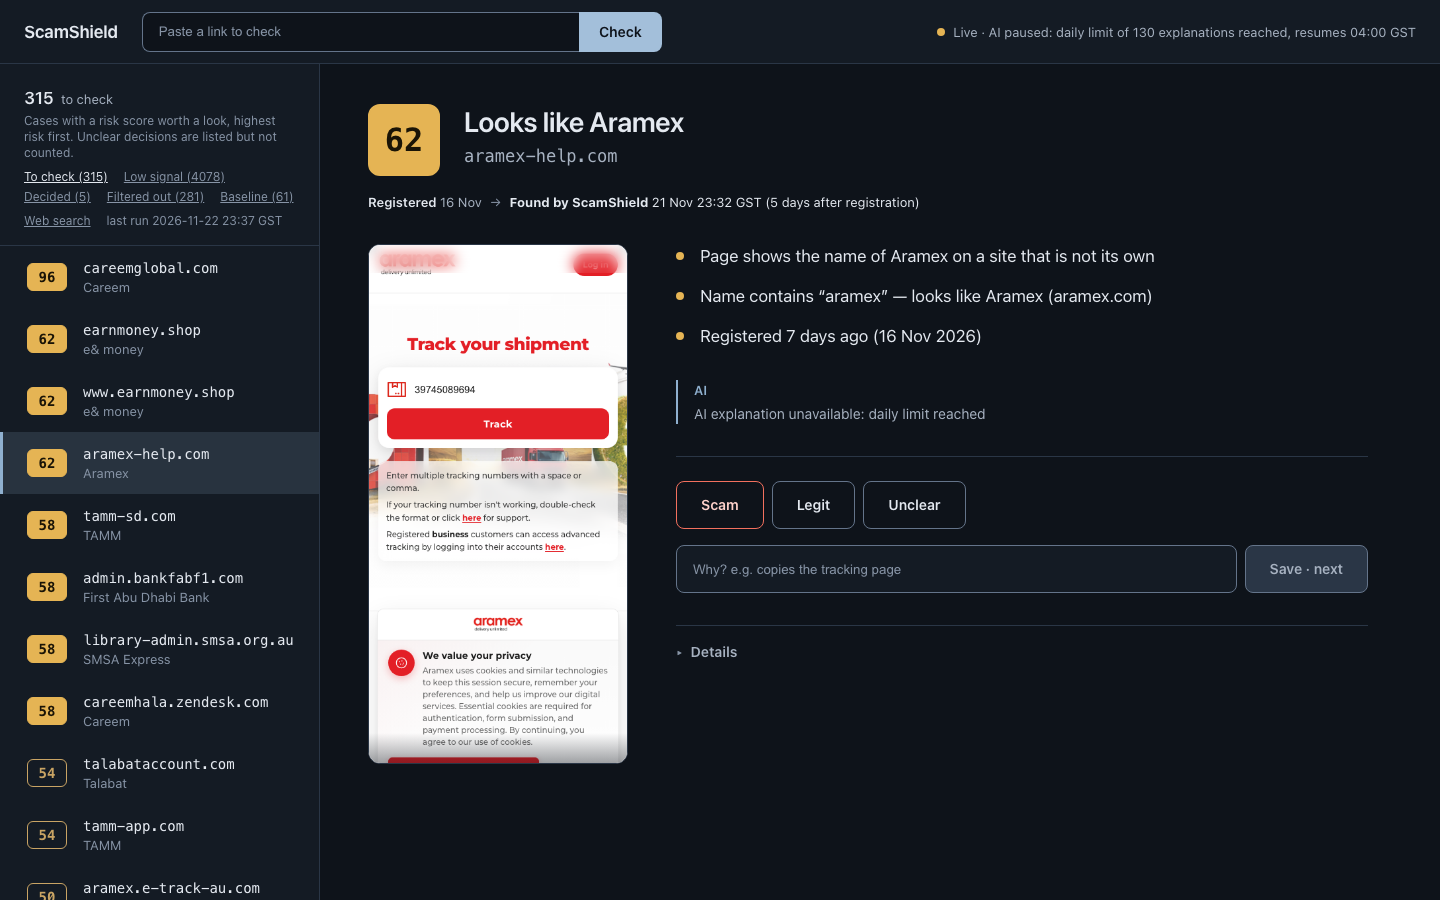 ScamShield
Paste a link to check
Check
Live · AI paused: daily limit of 130 explanations reached, resumes 04:00 GST
315 to check
Cases with a risk score worth a look, highest
risk first. Unclear decisions are listed but not
counted.
To check (315) Low signal (4078)
Decided (5) Filtered out (281) Baseline (61)
Web search last run 2026-11-22 23:37 GST
96 careemglobal.com
Careem
62 earnmoney.shop
e& money
62 www.earnmoney.shop
e& money
62 aramex-help.com
Aramex
58 tamm-sd.com
TAMM
58 admin.bankfabf1.com
First Abu Dhabi Bank
58 library-admin.smsa.org.au
SMSA Express
58 careemhala.zendesk.com
Careem
54 talabataccount.com
Talabat
54 tamm-app.com
TAMM
50 aramex.e-track-au.com
62
Looks like Aramex
aramex-help.com
Registered 16 Nov → Found by ScamShield 21 Nov 23:32 GST (5 days after registration)
aramex
delivery unlimited
Log In
Track your shipment
39745089694
Track
Enter multiple tracking numbers with a space or
comma.
If your tracking number isn't working, double-check
the format or click here for support.
Registered business customers can access advanced
tracking by logging into their accounts here.
aramex
delivery unlimited
We value your privacy
Aramex uses cookies and similar technologies
to keep this session secure, remember your
preferences, and help us improve our digital
services. Essential cookies are required for
authentication, form submission, and
payment processing. By continuing, you
agree to our use of cookies.
Page shows the name of Aramex on a site that is not its own
Name contains “aramex” — looks like Aramex (aramex.com)
Registered 7 days ago (16 Nov 2026)
AI
AI explanation unavailable: daily limit reached
Scam
Legit
Unclear
Why? e.g. copies the tracking page
Save · next
Details